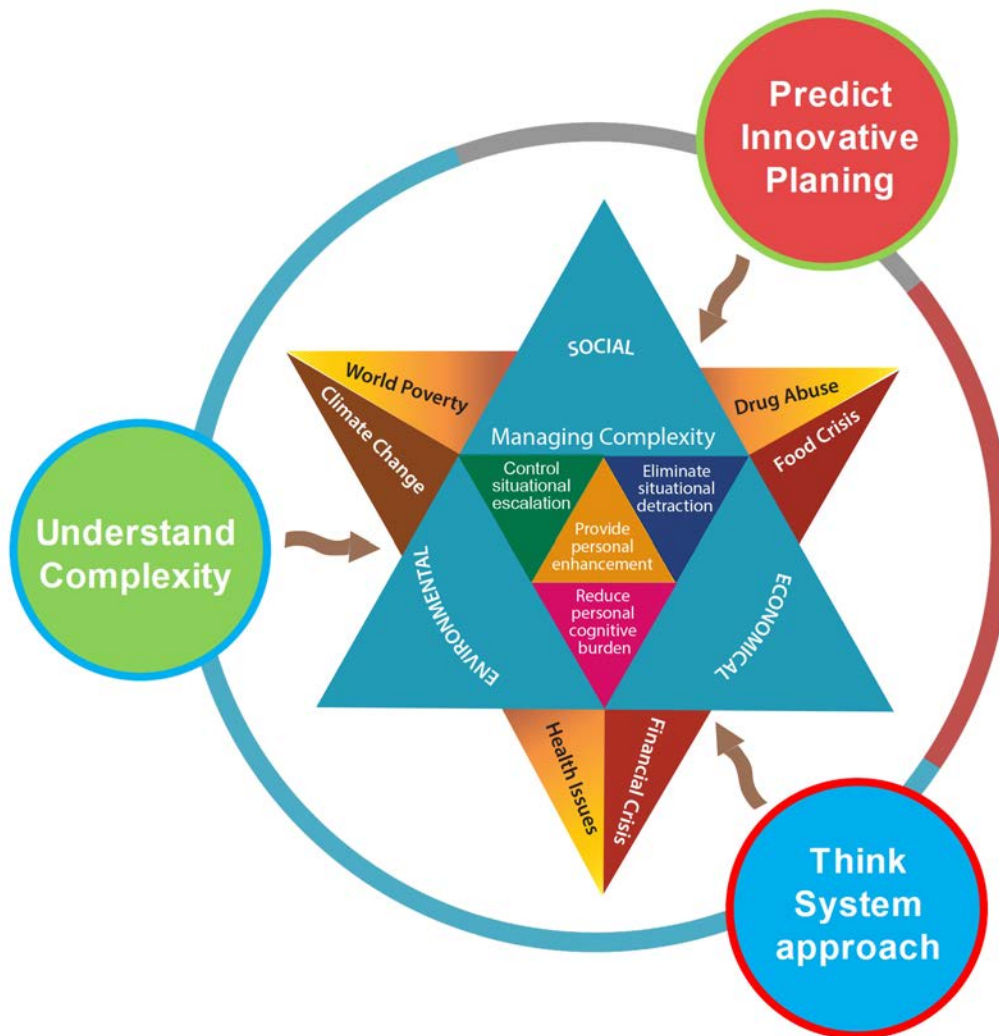 Predict
Innovative
Planing
SOCIAL
World Poverty
Climate Change
Drug Abuse
Food Crisis
Managing Complexity
Control
situational
escalation
Eliminate
situational
detraction
Provide
personal
enhancement
Reduce
personal
cognitive
burden
Understand
Complexity
ENVIRONMENTAL
ECONOMICAL
Health Issues
Financial Crisis
Think
System
approach